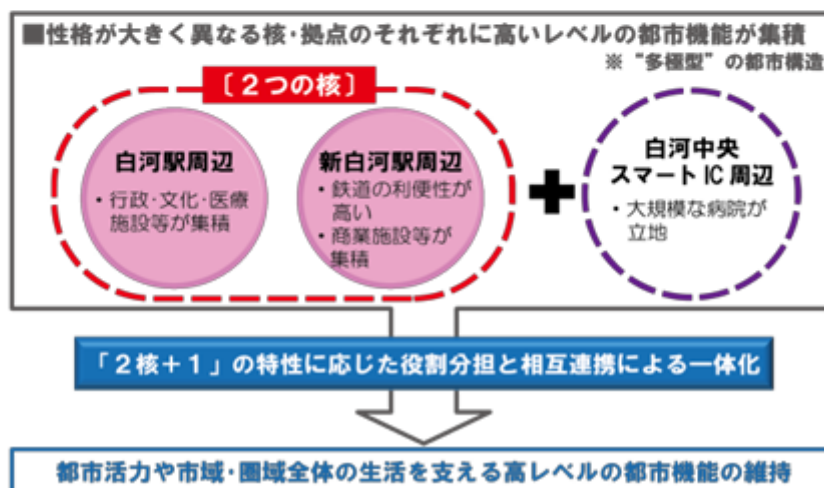 ■性格が大きく異なる核・拠点のそれぞれに高いレベルの都市機能が集積
※ “多極型”の都市構造
〔２つの核〕
白河駅周辺
・行政・文化・医療
施設等が集積
新白河駅周辺
・鉄道の利便性が
高い
・商業施設等が
集積
＋
白河中央
スマートIC周辺
・大規模な病院が
立地
「２核＋１」の特性に応じた役割分担と相互連携による一体化
都市活力や市域・圏域全体の生活を支える高レベルの都市機能の維持